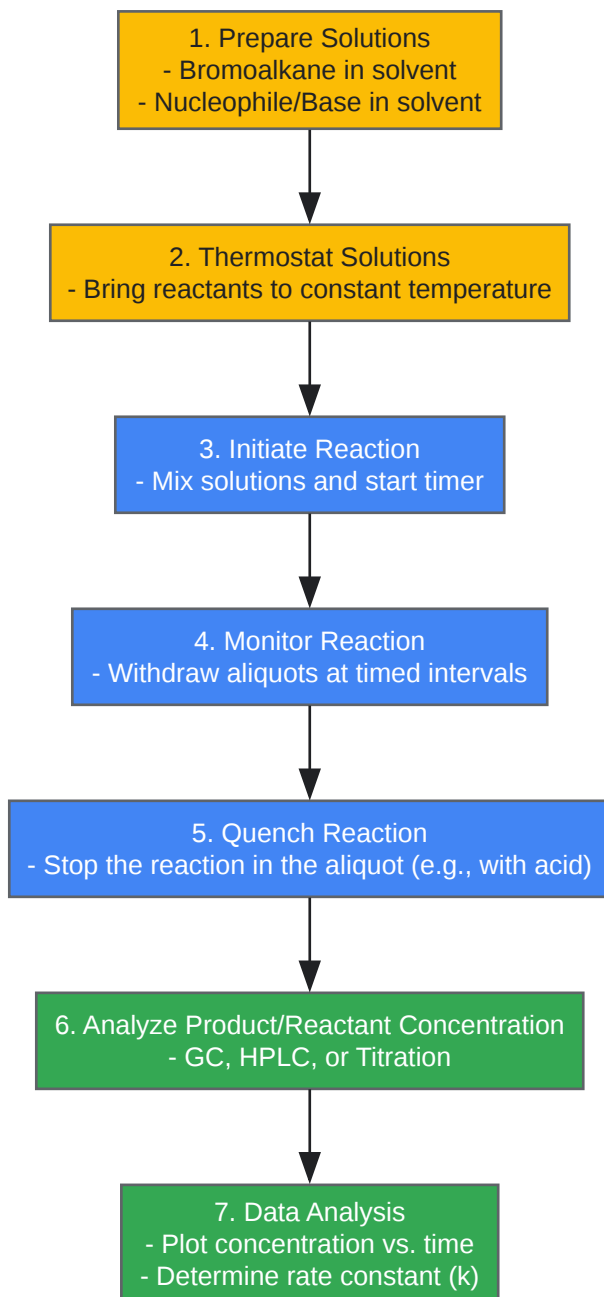 1. Prepare Solutions
- Bromoalkane in solvent
- Nucleophile/Base in solvent
2. Thermostat Solutions
- Bring reactants to constant temperature
3. Initiate Reaction
- Mix solutions and start timer
4. Monitor Reaction
- Withdraw aliquots at timed intervals
5. Quench Reaction
- Stop the reaction in the aliquot (e.g., with acid)
6. Analyze Product/Reactant Concentration
- GC, HPLC, or Titration
7. Data Analysis
- Plot concentration vs. time
- Determine rate constant (k)